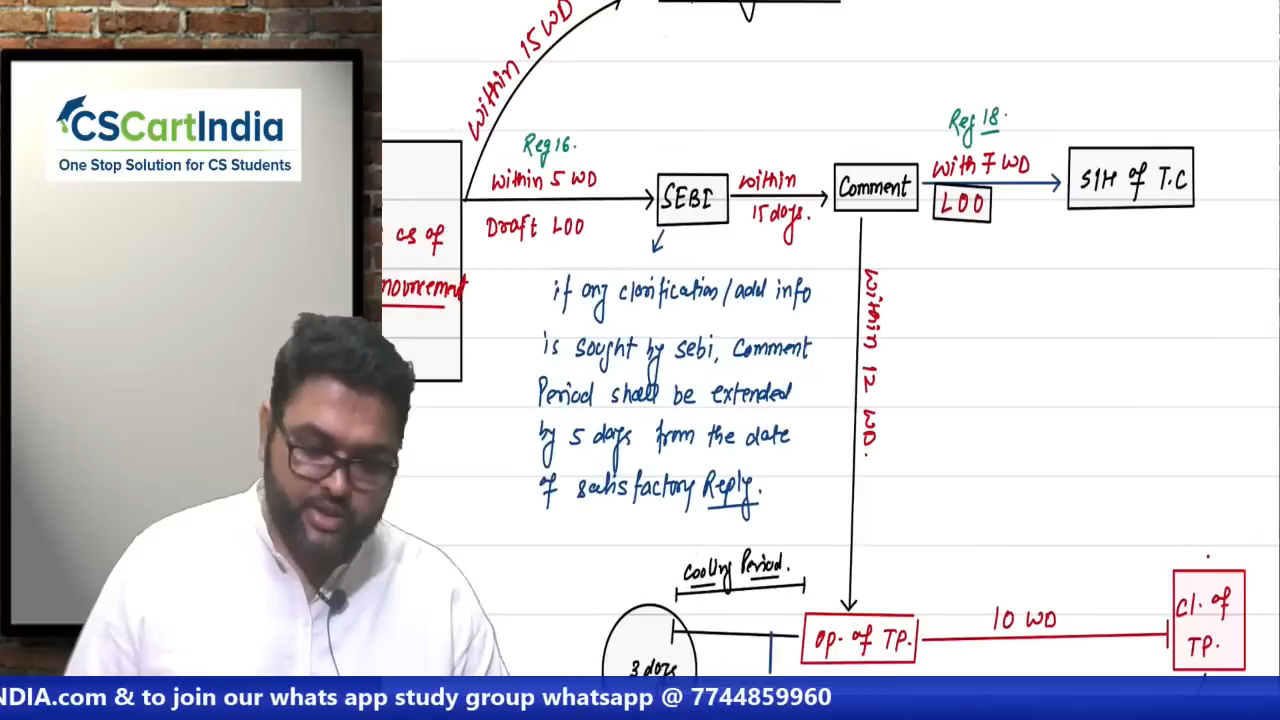 CSCartIndia
One Stop Solution for CS Students
within 15 WD
Reg 16.
within 5 WD
Draft LOO
SEBI
within
15 days.
Comment
Reg 18.
with 7 WD
LOO
S/H of T.C
cs of
nouncement
if any clarification/add info
is sought by sebi, comment
Period shall be extended
by 5 days from the date
of satisfactory Reply.
within 12 WD.
Cooling Period.
3 days
Op. of TP.
10 WD
Cl. of
TP.
NDIA.com & to join our whats app study group whatsapp @ 7744859960